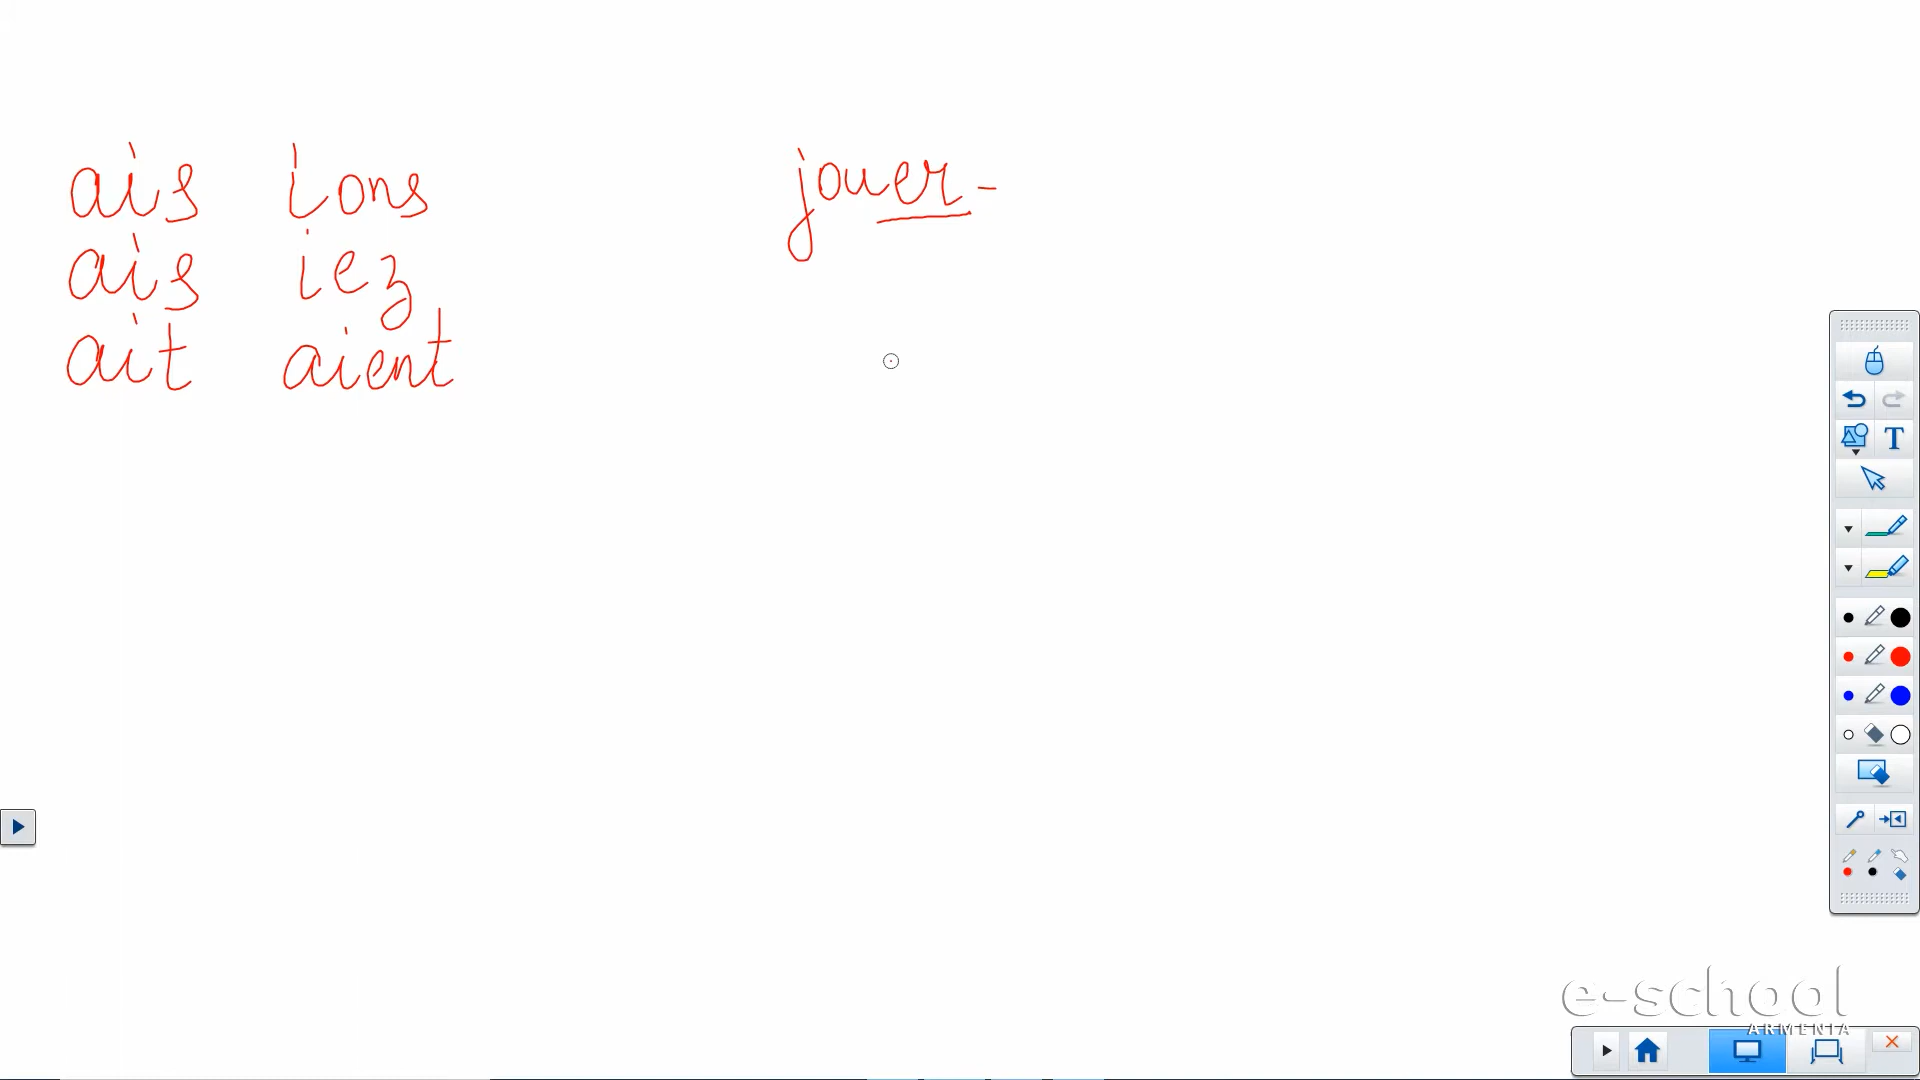 ais ions
ais iez
ait aient
jouer -
T
e-school
ARMENIA